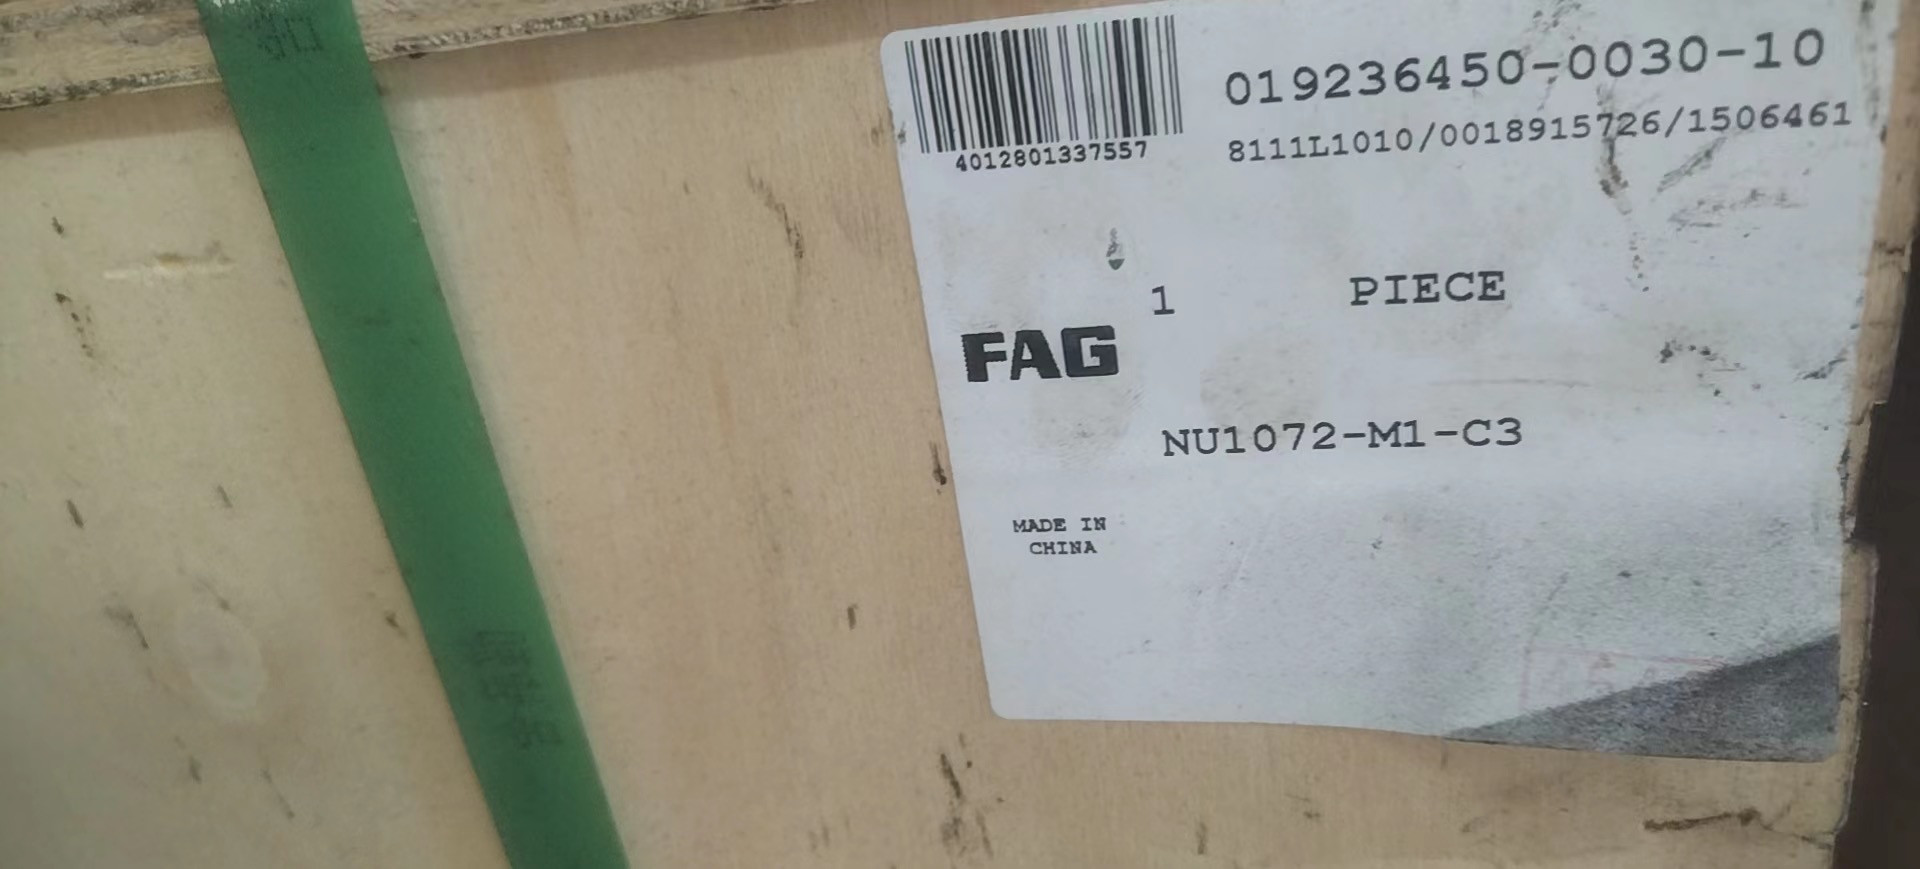 019236450-0030-10
4012801337557
8111L1010/0018915726/1506461
1 PIECE
FAG
NU1072-M1-C3
MADE IN
CHINA